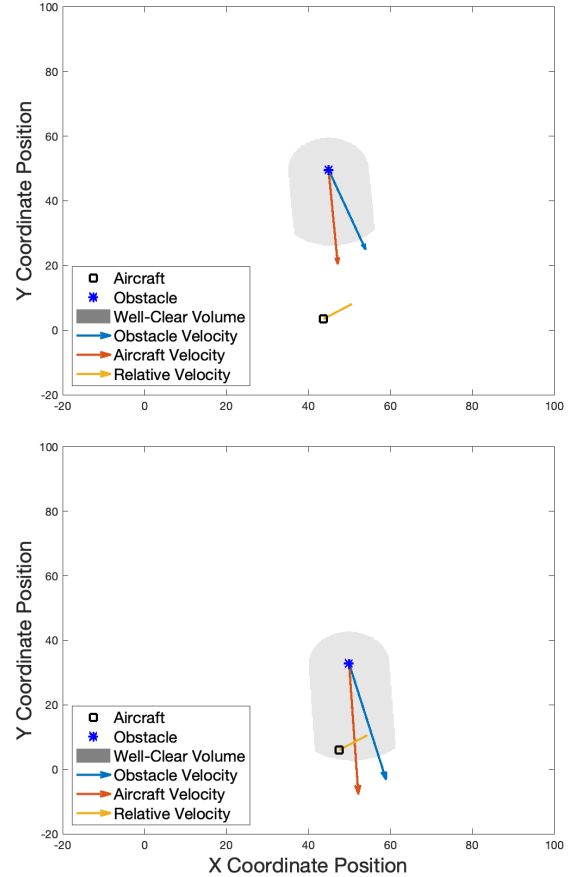 100
80
60
40
20
0
-20
-20
0
20
40
60
80
100
Y Coordinate Position
Aircraft
Obstacle
Well-Clear Volume
Obstacle Velocity
Aircraft Velocity
Relative Velocity
100
80
60
40
20
0
-20
-20
0
20
40
60
80
100
Y Coordinate Position
Aircraft
Obstacle
Well-Clear Volume
Obstacle Velocity
Aircraft Velocity
Relative Velocity
X Coordinate Position